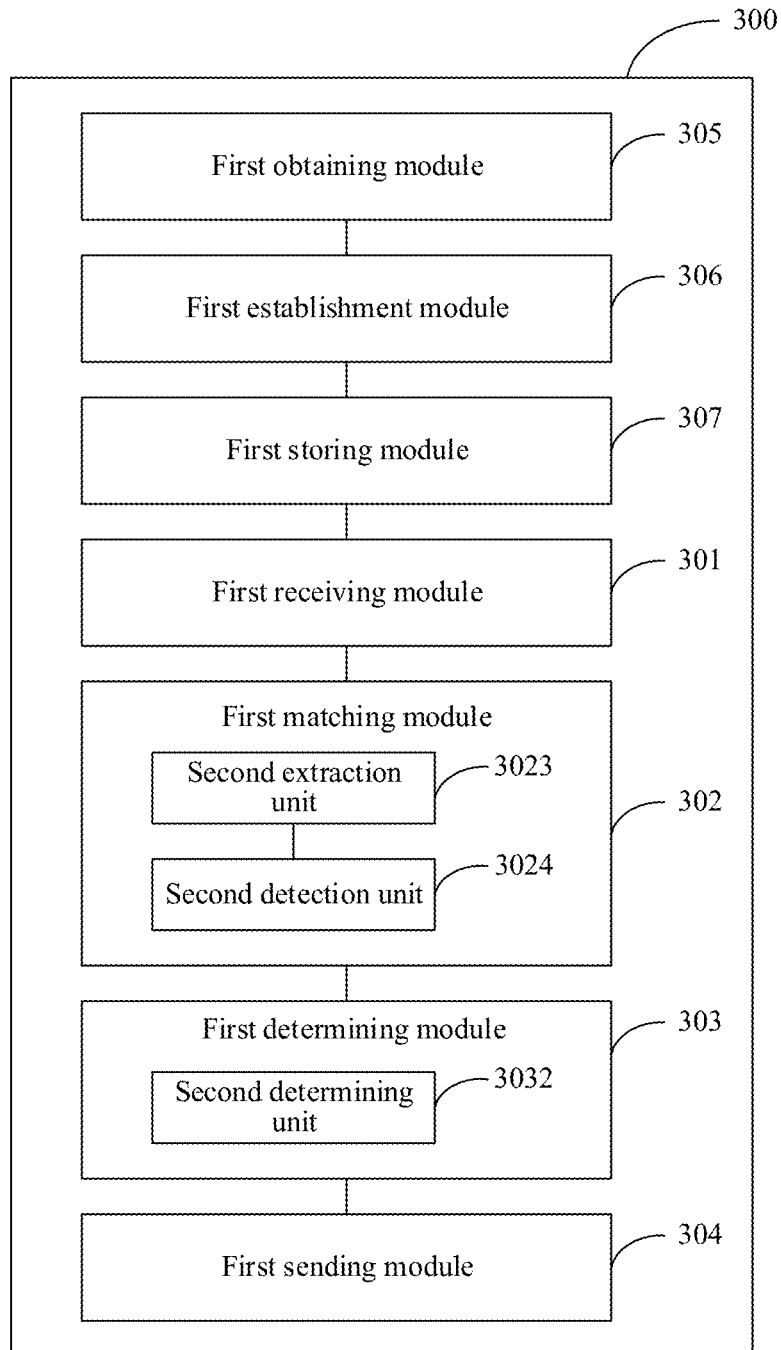 300
First obtaining module
305
First establishment module
306
First storing module
307
First receiving module
301
First matching module
Second extraction
unit
3023
302
Second detection unit
3024
First determining module
303
Second determining
unit
3032
First sending module
304